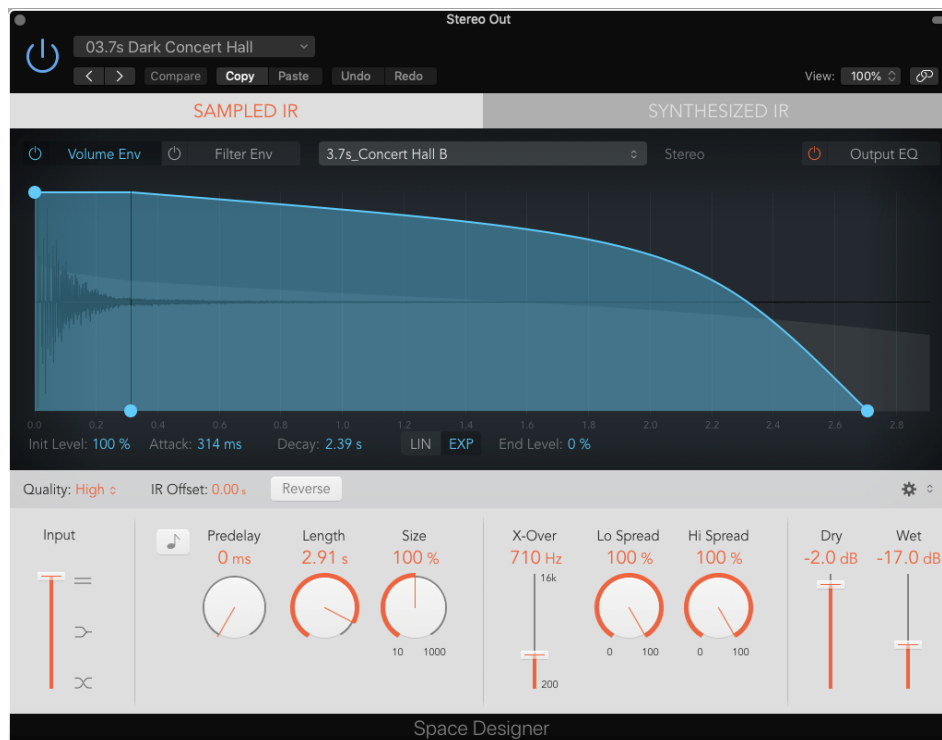 Stereo Out
03.7s Dark Concert Hall
Compare Copy Paste Undo Redo View: 100%
SAMPLED IR SYNTHESIZED IR
Volume Env Filter Env 3.7s_Concert Hall B Stereo Output EQ
0.0 0.2 0.4 0.6 0.8 1.0 1.2 1.4 1.6 1.8 2.0 2.2 2.4 2.6 2.8
Init Level: 100 % Attack: 314 ms Decay: 2.39 s LIN EXP End Level: 0 %
Quality: High IR Offset: 0.00 s Reverse
Input Predelay Length Size X-Over Lo Spread Hi Spread Dry Wet
0 ms 2.91 s 100 % 710 Hz 100 % 100 % -2.0 dB -17.0 dB
16k
10 1000 0 100 0 100
200
Space Designer